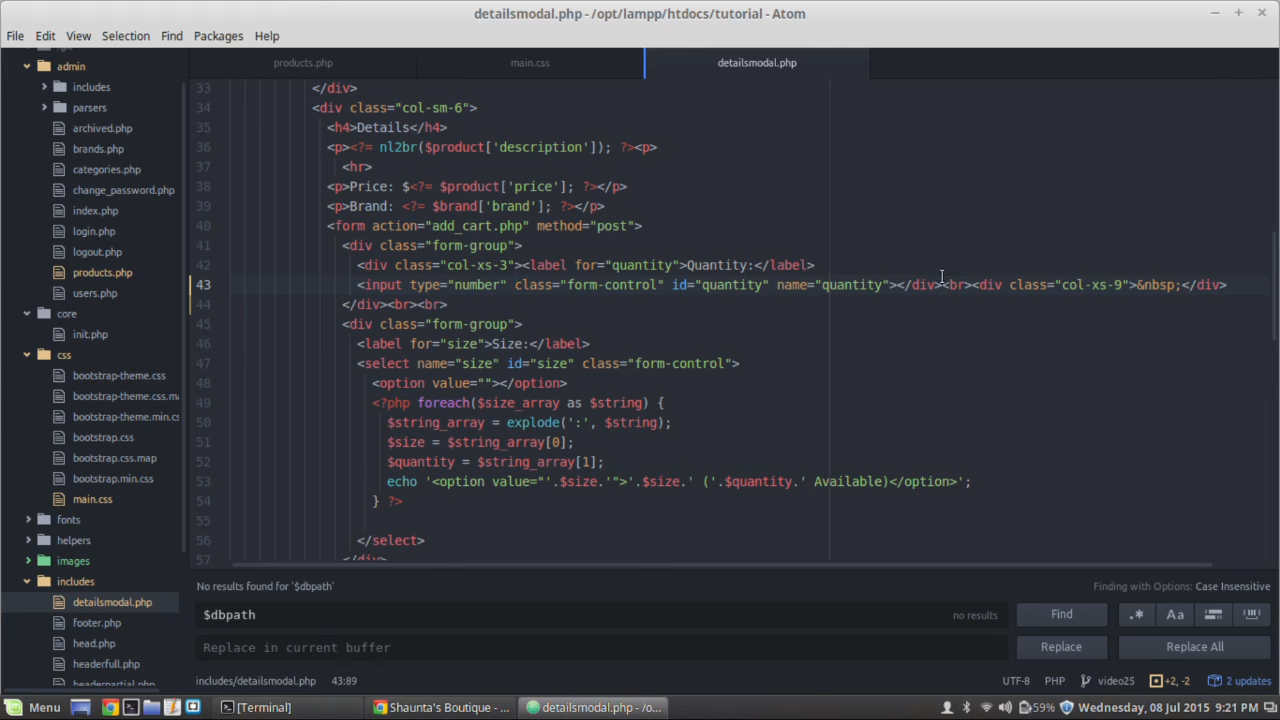 detailsmodal.php - /opt/lampp/htdocs/tutorial - Atom
File Edit View Selection Find Packages Help
admin
includes
parsers
archived.php
brands.php
categories.php
change_password.php
index.php
login.php
logout.php
products.php
users.php
core
init.php
css
bootstrap-theme.css
bootstrap-theme.css.ma
bootstrap-theme.min.cs
bootstrap.css
bootstrap.css.map
bootstrap.min.css
main.css
fonts
helpers
images
includes
detailsmodal.php
footer.php
head.php
headerfull.php
headerpartial.php
products.php main.css detailsmodal.php
33 </div>
34 <div class="col-sm-6">
35 <h4>Details</h4>
36 <p><?= nl2br($product['description']); ?><p>
37 <hr>
38 <p>Price: $<?= $product['price']; ?></p>
39 <p>Brand: <?= $brand['brand']; ?></p>
40 <form action="add_cart.php" method="post">
41 <div class="form-group">
42 <div class="col-xs-3"><label for="quantity">Quantity:</label>
43 <input type="number" class="form-control" id="quantity" name="quantity"></div><br><div class="col-xs-9">&nbsp;</div>
44 </div><br><br>
45 <div class="form-group">
46 <label for="size">Size:</label>
47 <select name="size" id="size" class="form-control">
48 <option value=""></option>
49 <?php foreach($size_array as $string) {
50 $string_array = explode(':', $string);
51 $size = $string_array[0];
52 $quantity = $string_array[1];
53 echo '<option value="'.$size.'">'.$size.' ('.$quantity.' Available)</option>';
54 } ?>
55
56 </select>
57 </div>
No results found for '$dbpath' Finding with Options: Case Insensitive
$dbpath no results Find .* Aa
Replace in current buffer Replace Replace All
includes/detailsmodal.php 43:89 UTF-8 PHP video25 +2, -2 2 updates
Menu [Terminal] Shaunta's Boutique - ... detailsmodal.php - /o... 59% Wednesday, 08 Jul 2015 9:21 PM